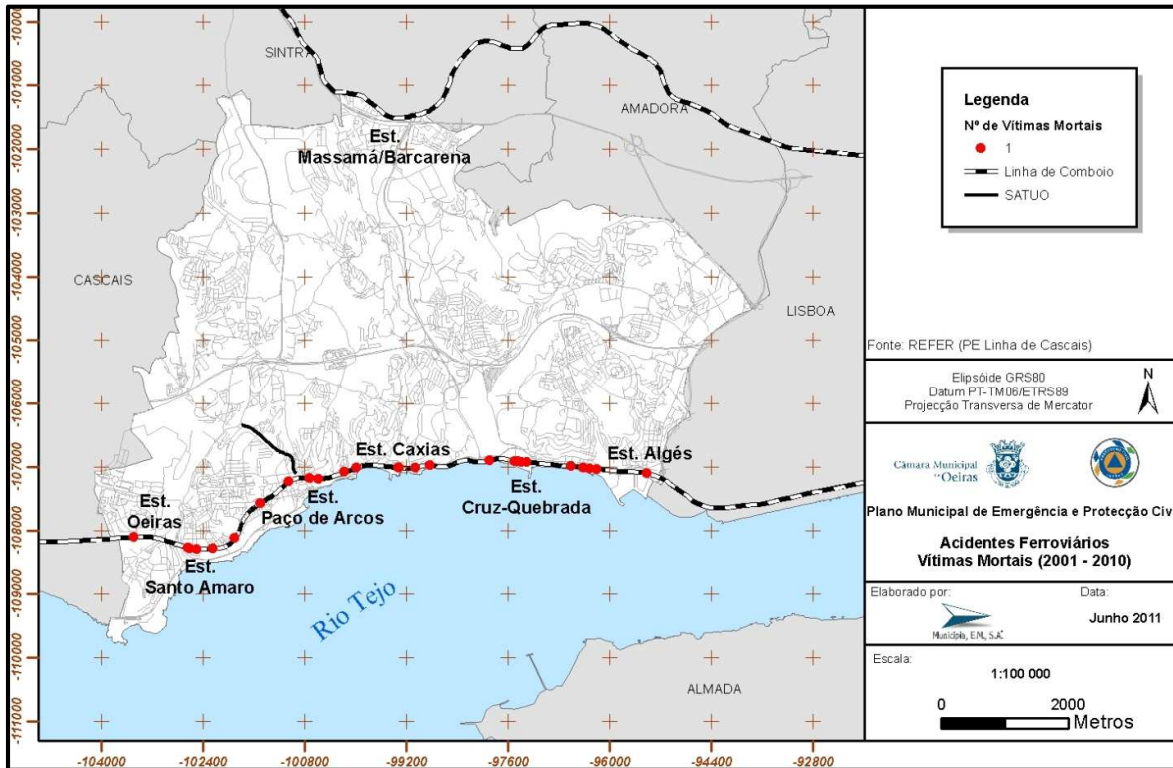 -100000
-101000
-102000
-103000
-104000
-105000
-106000
-107000
-108000
-109000
-110000
-111000
SINTRA
AMADORA
Est.
Massamá/Barcarena
CASCAIS
LISBOA
Est. Caxias
Est. Algés
Est.
Oeiras
Est.
Paço de Arcos
Est.
Cruz-Quebrada
Est.
Santo Amaro
Rio Tejo
ALMADA
-104000
-102400
-100800
-99200
-97600
-96000
-94400
-92800
Legenda
Nº de Vítimas Mortais
1
Linha de Comboio
SATUO
Fonte: REFER (PE Linha de Cascais)
Elipsóide GRS80
Datum PT-TM06/ETRS89
Projecção Transversa de Mercator
N
Câmara Municipal
de Oeiras
Plano Municipal de Emergência e Protecção Civ
Acidentes Ferroviários
Vítimas Mortais (2001 - 2010)
Elaborado por:
Municípia, E.M., S.A.
Data:
Junho 2011
Escala:
1:100 000
0 2000
Metros